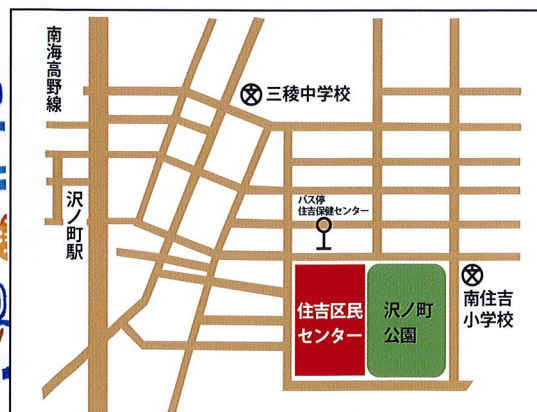 南海高野線
三稜中学校
沢ノ町駅
バス停
住吉保健センター
住吉区民
センター
沢ノ町
公園
南住吉
小学校